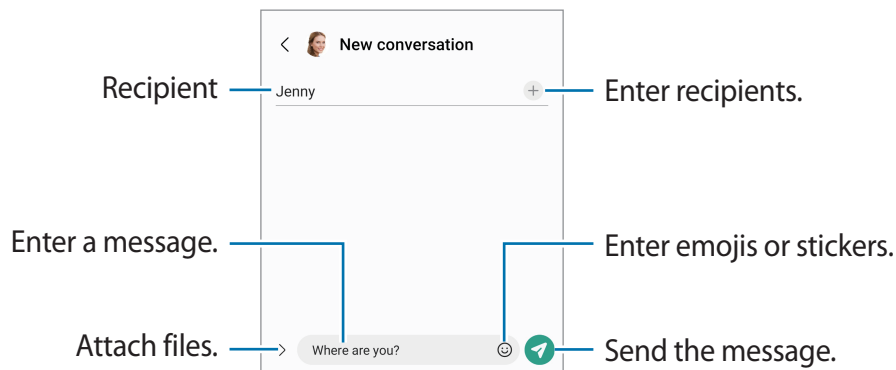 New conversation
Recipient
Jenny
Enter recipients.
Enter a message.
Enter emojis or stickers.
Attach files.
Where are you?
Send the message.